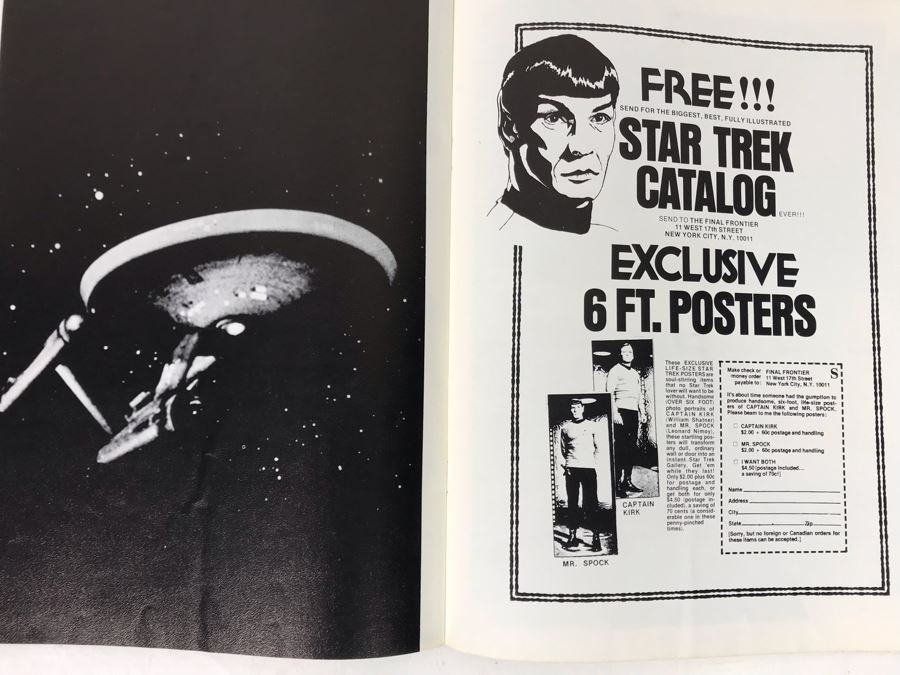 FREE!!!
SEND FOR THE BIGGEST, BEST, FULLY ILLUSTRATED
STAR TREK
CATALOG
EVER!!!
SEND TO THE FINAL FRONTIER
11 WEST 17th STREET
NEW YORK CITY, N.Y. 10011
EXCLUSIVE
6 FT. POSTERS
These EXCLUSIVE
LIFE-SIZE STAR
TREK POSTERS are
soul-stirring items
that no Star Trek
lover will want to be
without. Handsome
(OVER SIX FOOT)
photo portraits of
CAPTAIN KIRK
(William Shatner)
and MR. SPOCK
(Leonard Nimoy),
these startling pos-
ters will transform
any dull, ordinary
wall or door into an
instant Star Trek
Gallery. Get 'em
while they last!
Only $2.00 plus 60c
for postage and
handling each, or
get both for only
$4.50 (postage in-
cluded), a saving of
70 cents (a consid-
erable one in these
penny-pinched
times).
CAPTAIN
KIRK
MR. SPOCK
Make check or
money order
payable to:
FINAL FRONTIER
11 West 17th Street
New York City, N.Y. 10011
S
It's about time someone had the gumption to
produce handsome, six-foot, life-size post-
ers of CAPTAIN KIRK and MR. SPOCK.
Please beam to me the following posters:
CAPTAIN KIRK
$2.00 + 60c postage and handling
MR. SPOCK
$2.00 + 60c postage and handling
I WANT BOTH
$4.50 [postage included...
a saving of 70c!]
Name
Address
City
State Zip
[Sorry, but no foreign or Canadian orders for
these items can be accepted.]